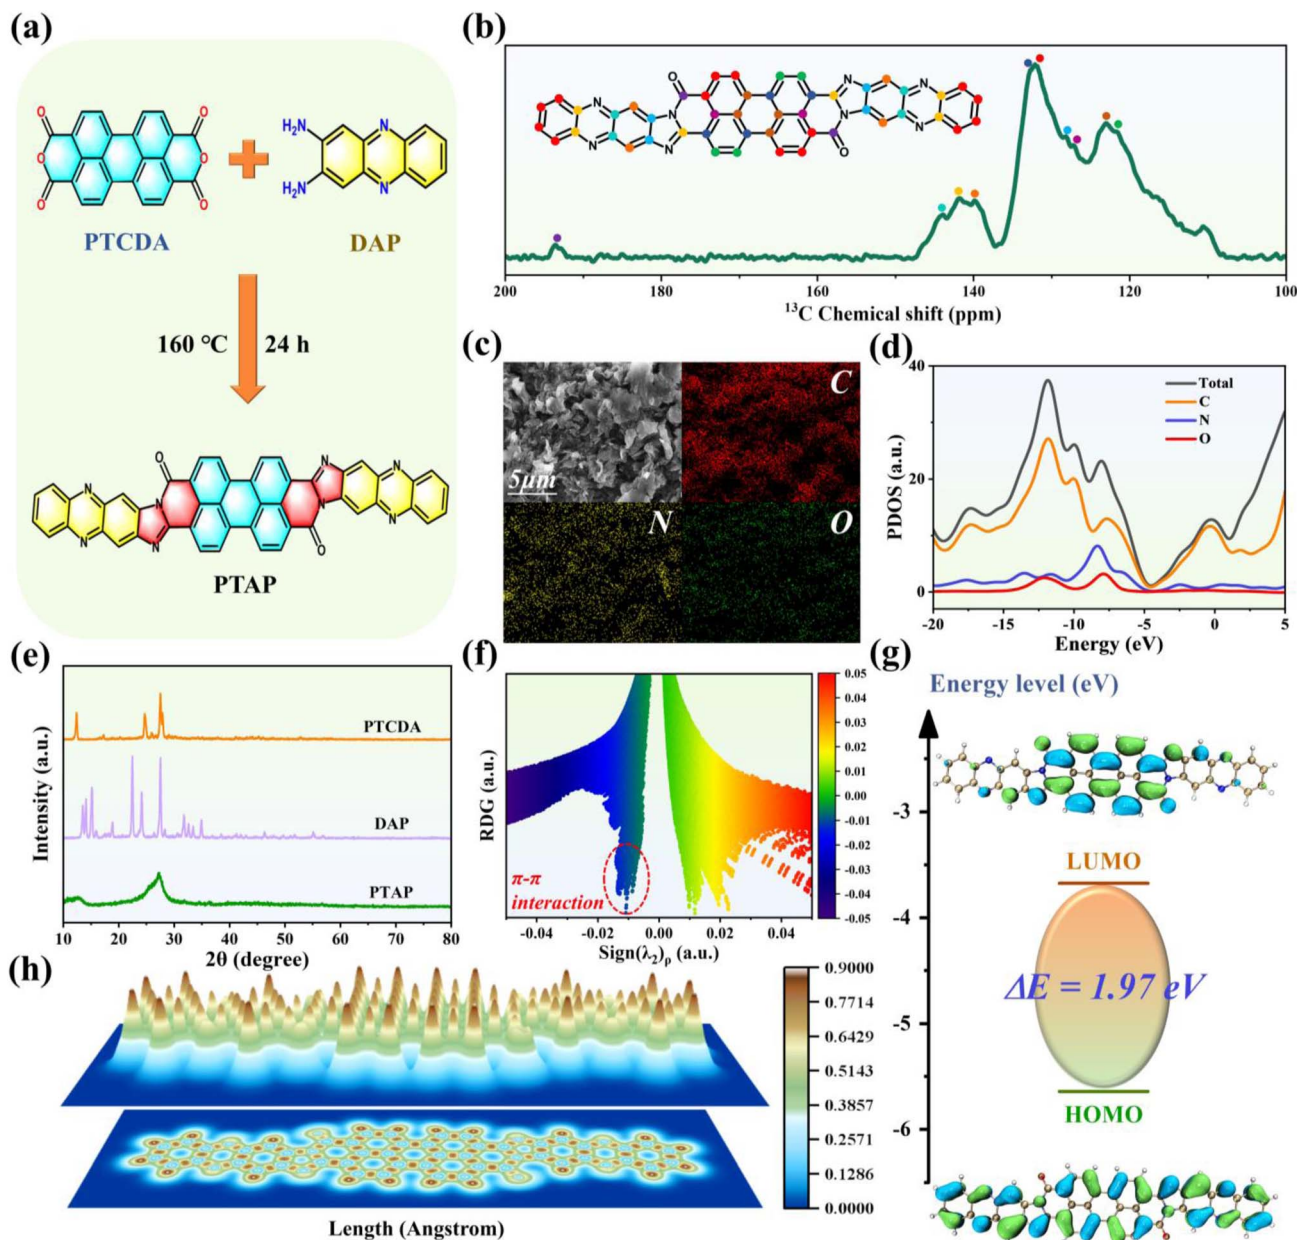 (a)
O
O
O
O
O
O
PTCDA
H₂N
H₂N
N
N
DAP
160 °C
24 h
O
N
N
N
N
N
N
N
N
O
PTAP
(b)
O
N
N
N
N
N
N
N
N
O
200
180
160
140
120
100
¹³C Chemical shift (ppm)
(c)
5μm
C
N
O
(d)
PDOS (a.u.)
40
20
0
Total
C
N
O
-20
-15
-10
-5
0
5
Energy (eV)
(e)
Intensity (a.u.)
PTCDA
DAP
PTAP
10
20
30
40
50
60
70
80
2θ (degree)
(f)
RDG (a.u.)
π-π
interaction
-0.04
-0.02
0.00
0.02
0.04
Sign(λ₂)ᵨ (a.u.)
0.05
0.04
0.03
0.02
0.01
0.00
-0.01
-0.02
-0.03
-0.04
-0.05
(g)
Energy level (eV)
-3
-4
-5
-6
LUMO
ΔE = 1.97 eV
HOMO
(h)
0.9000
0.7714
0.6429
0.5143
0.3857
0.2571
0.1286
0.0000
Length (Angstrom)